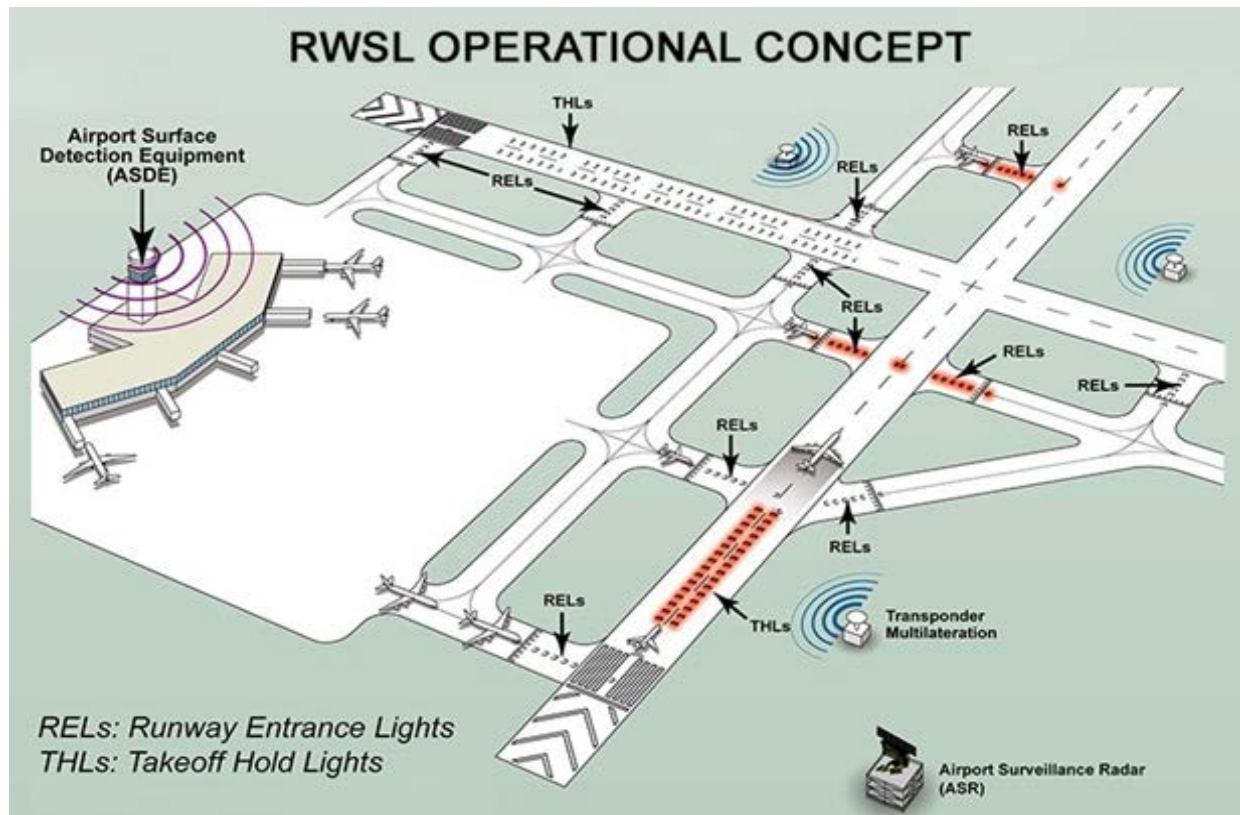 RWSL OPERATIONAL CONCEPT
THLs
Airport Surface
Detection Equipment
(ASDE)
RELs
RELs
RELs
RELs
RELs
RELs
RELs
RELs
RELs
THLs
RELs
Transponder
Multilateration
RELs: Runway Entrance Lights
THLs: Takeoff Hold Lights
Airport Surveillance Radar
(ASR)